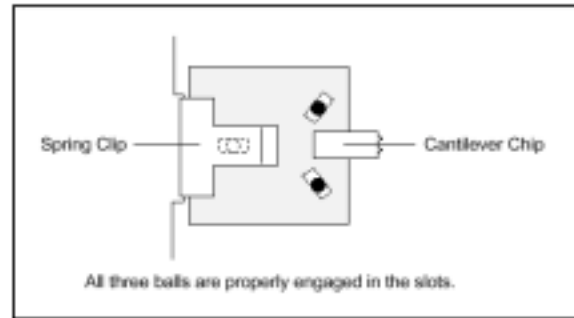 Spring Clip
Cantilever Chip
All three balls are properly engaged in the slots.